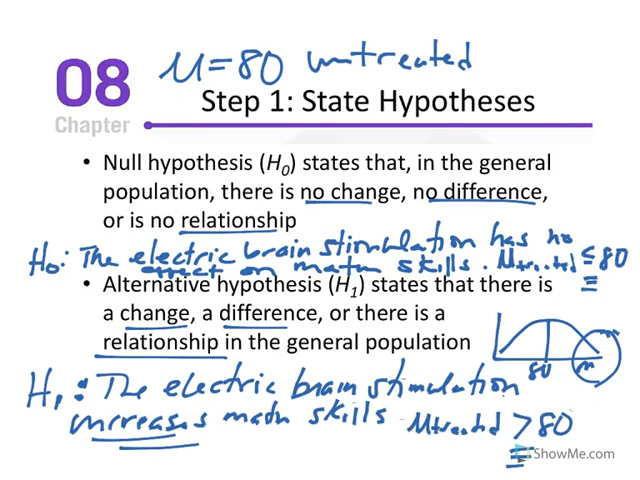 08
Chapter
μ = 80 untreated
Step 1: State Hypotheses
• Null hypothesis (H0) states that, in the general
population, there is no change, no difference,
or is no relationship
H0: The electric brain stimulation has no
effect on math skills. μtreated ≤ 80
• Alternative hypothesis (H1) states that there is
a change, a difference, or there is a
relationship in the general population
80 m
H1: The electric brain stimulation
increases math skills μtreated > 80
ShowMe.com